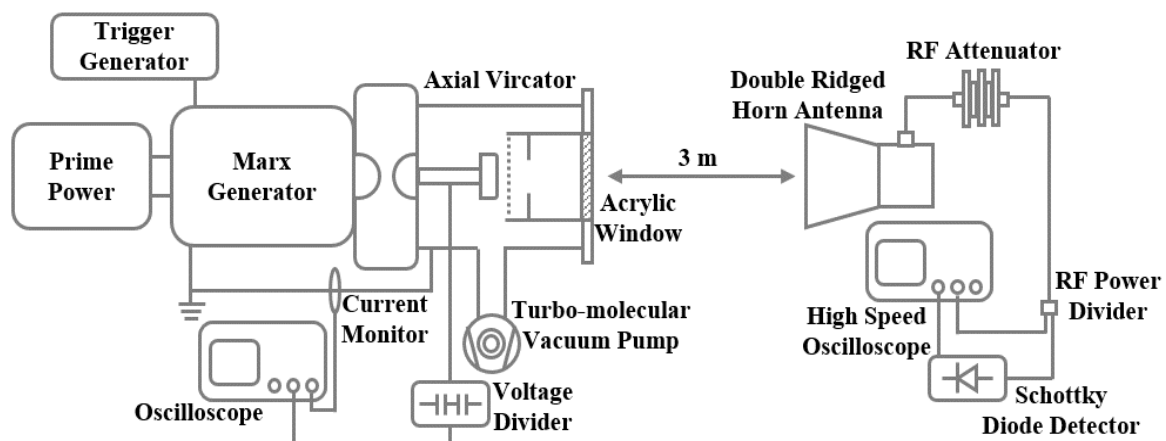 Trigger
Generator
Prime
Power
Marx
Generator
Axial Vircator
3 m
Acrylic
Window
Double Ridged
Horn Antenna
RF Attenuator
Current
Monitor
Turbo-molecular
Vacuum Pump
Oscilloscope
Voltage
Divider
High Speed
Oscilloscope
RF Power
Divider
Schottky
Diode Detector